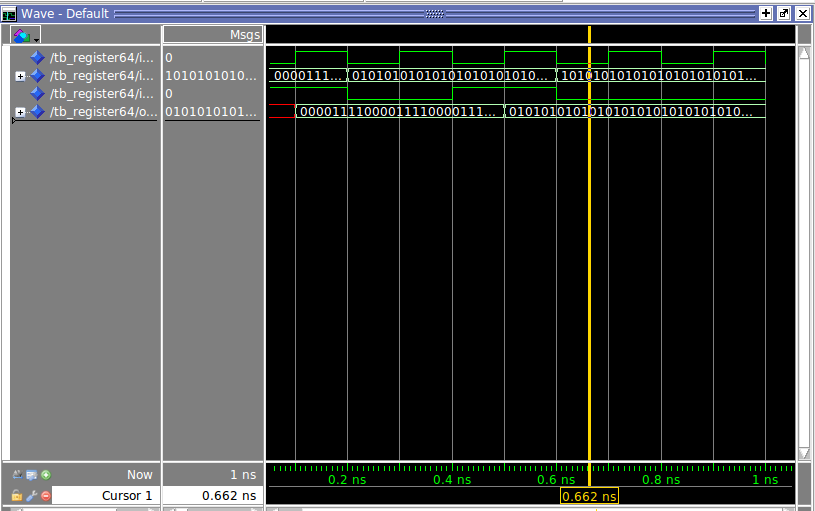 Wave - Default
Msgs
/tb_register64/i... 0
/tb_register64/i... 1010101010... 0000111... 01010101010101010101010... 1010101010101010101010101...
/tb_register64/i... 0
/tb_register64/o... 0101010101... 00001111000011110000111... 01010101010101010101010101010...
Now 1 ns 0.2 ns 0.4 ns 0.6 ns 0.8 ns 1 ns
Cursor 1 0.662 ns 0.662 ns